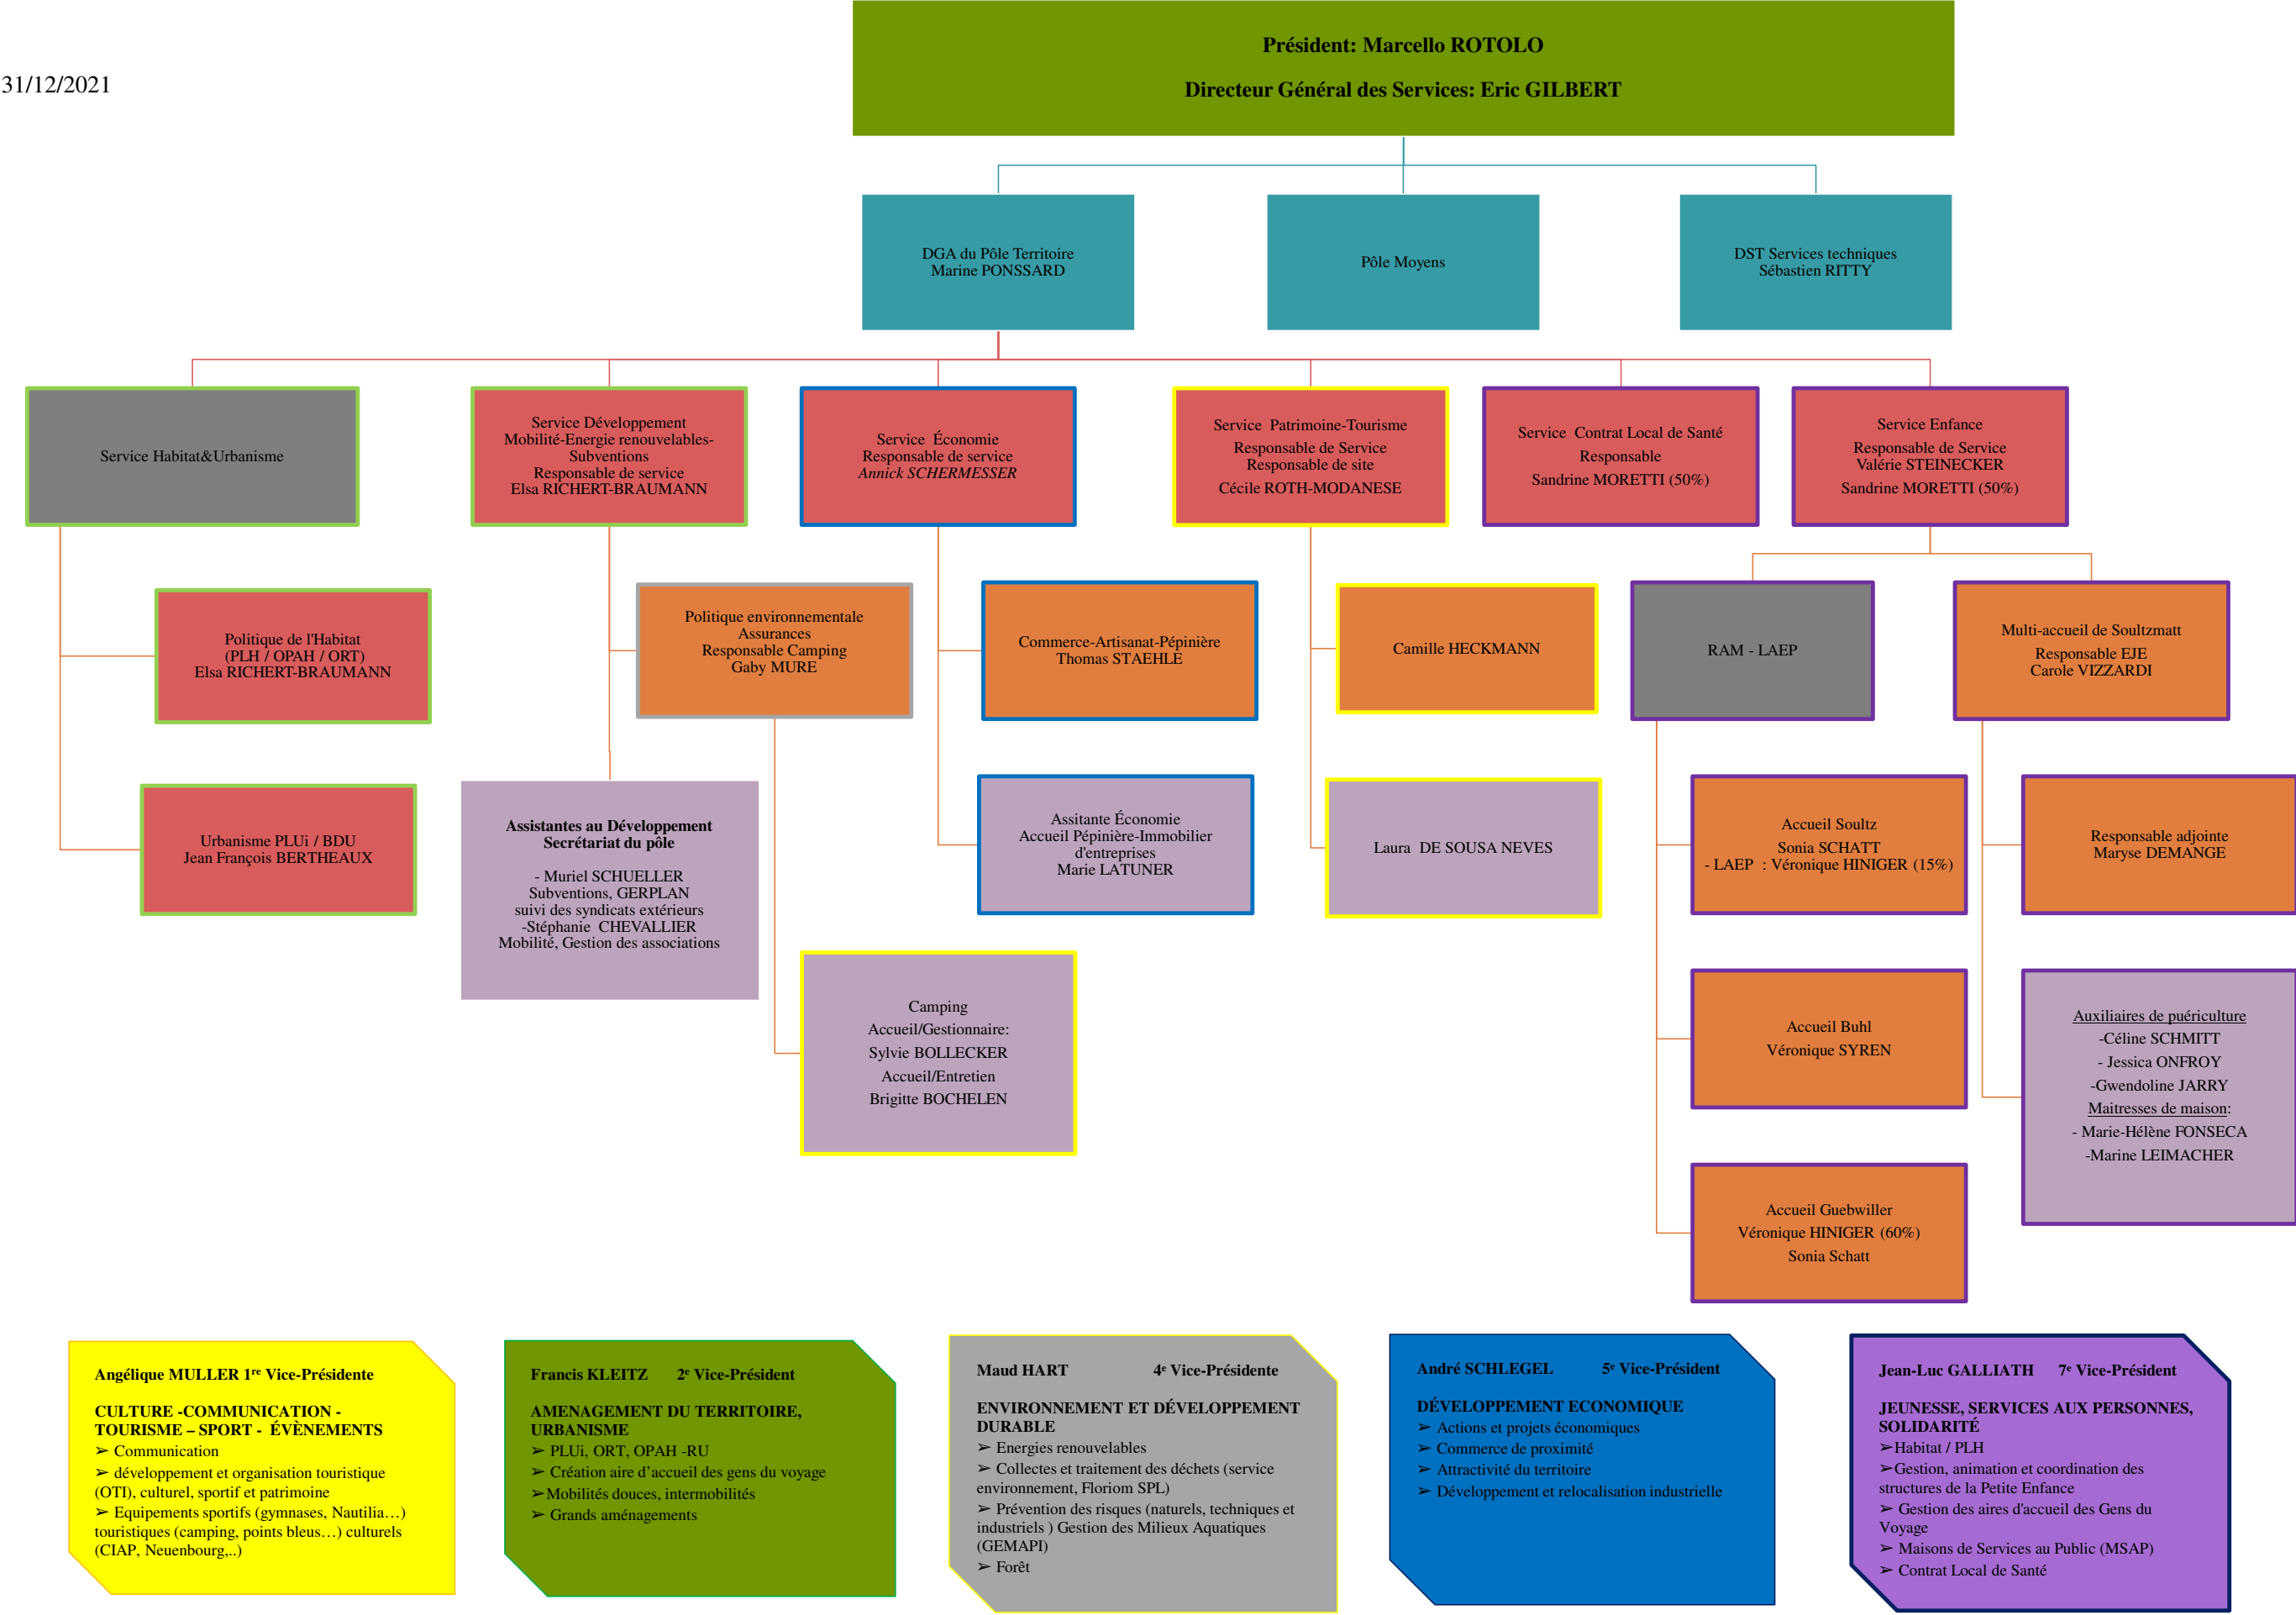 31/12/2021
Président: Marcello ROTOLO
Directeur Général des Services: Eric GILBERT
DGA du Pôle Territoire
Marine PONSSARD
Pôle Moyens
DST Services techniques
Sébastien RITTY
Service Habitat&Urbanisme
Service Développement
Mobilité-Energie renouvelables-
Subventions
Responsable de service
Elsa RICHERT-BRAUMANN
Service Économie
Responsable de service
Annick SCHERMESSER
Service Patrimoine-Tourisme
Responsable de Service
Responsable de site
Cécile ROTH-MODANESE
Service Contrat Local de Santé
Responsable
Sandrine MORETTI (50%)
Service Enfance
Responsable de Service
Valérie STEINECKER
Sandrine MORETTI (50%)
Politique de l'Habitat
(PLH / OPAH / ORT)
Elsa RICHERT-BRAUMANN
Politique environnementale
Assurances
Responsable Camping
Gaby MURE
Commerce-Artisanat-Pépinière
Thomas STAEHLE
Camille HECKMANN
RAM - LAEP
Multi-accueil de Soultzmatt
Responsable EJE
Carole VIZZARDI
Urbanisme PLUi / BDU
Jean François BERTHEAUX
Assistantes au Développement
Secrétariat du pôle
- Muriel SCHUELLER
Subventions, GERPLAN
suivi des syndicats extérieurs
-Stéphanie CHEVALLIER
Mobilité, Gestion des associations
Assitante Économie
Accueil Pépinière-Immobilier
d'entreprises
Marie LATUNER
Laura DE SOUSA NEVES
Accueil Soultz
Sonia SCHATT
- LAEP : Véronique HINIGER (15%)
Responsable adjointe
Maryse DEMANGE
Camping
Accueil/Gestionnaire:
Sylvie BOLLECKER
Accueil/Entretien
Brigitte BOCHELEN
Accueil Buhl
Véronique SYREN
Auxiliaires de puériculture
-Céline SCHMITT
- Jessica ONFROY
-Gwendoline JARRY
Maitresses de maison:
- Marie-Hélène FONSECA
-Marine LEIMACHER
Accueil Guebwiller
Véronique HINIGER (60%)
Sonia Schatt
Angélique MULLER 1re Vice-Présidente
CULTURE -COMMUNICATION -
TOURISME – SPORT - ÉVÈNEMENTS
➢ Communication
➢ développement et organisation touristique
(OTI), culturel, sportif et patrimoine
➢ Equipements sportifs (gymnases, Nautilia…)
touristiques (camping, points bleus…) culturels
(CIAP, Neuenbourg,..)
Francis KLEITZ 2e Vice-Président
AMENAGEMENT DU TERRITOIRE,
URBANISME
➢ PLUi, ORT, OPAH -RU
➢ Création aire d’accueil des gens du voyage
➢Mobilités douces, intermobilités
➢ Grands aménagements
Maud HART 4e Vice-Présidente
ENVIRONNEMENT ET DÉVELOPPEMENT
DURABLE
➢ Energies renouvelables
➢ Collectes et traitement des déchets (service
environnement, Floriom SPL)
➢ Prévention des risques (naturels, techniques et
industriels ) Gestion des Milieux Aquatiques
(GEMAPI)
➢ Forêt
André SCHLEGEL 5e Vice-Président
DÉVELOPPEMENT ECONOMIQUE
➢ Actions et projets économiques
➢ Commerce de proximité
➢ Attractivité du territoire
➢ Développement et relocalisation industrielle
Jean-Luc GALLIATH 7e Vice-Président
JEUNESSE, SERVICES AUX PERSONNES,
SOLIDARITÉ
➢Habitat / PLH
➢Gestion, animation et coordination des
structures de la Petite Enfance
➢ Gestion des aires d'accueil des Gens du
Voyage
➢ Maisons de Services au Public (MSAP)
➢ Contrat Local de Santé